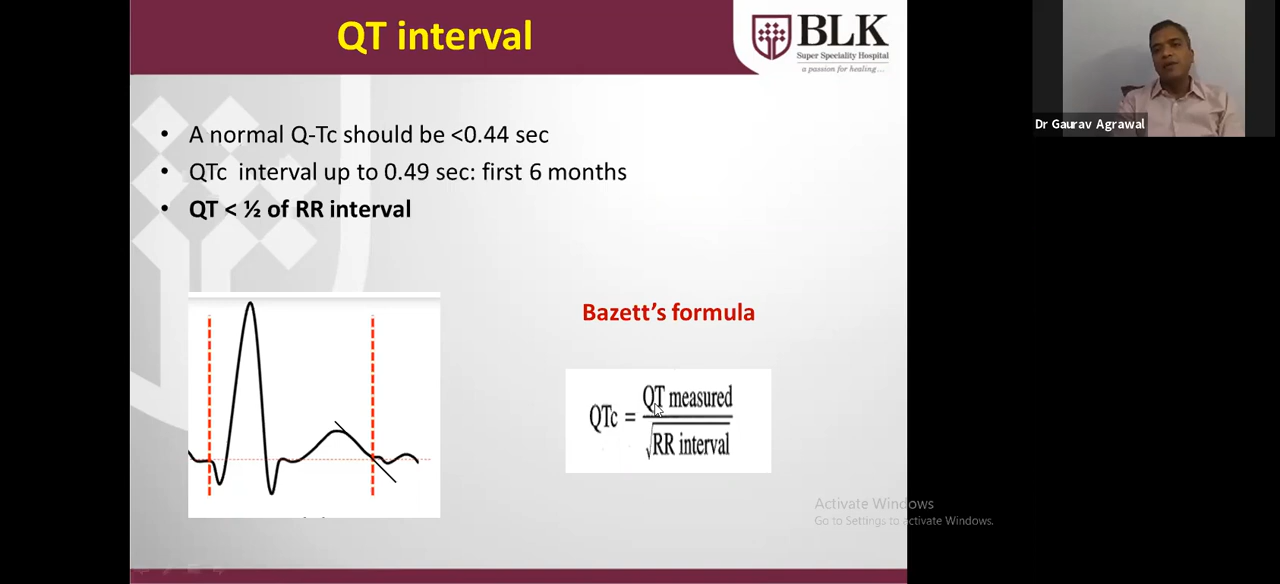 QT interval
BLK
Super Speciality Hospital
a passion for healing...
Dr Gaurav Agrawal
• A normal Q-Tc should be <0.44 sec
• QTc interval up to 0.49 sec: first 6 months
• QT < ½ of RR interval
Bazett's formula
QTc = QT measured
√RR interval
Activate Windows
Go to Settings to activate Windows.